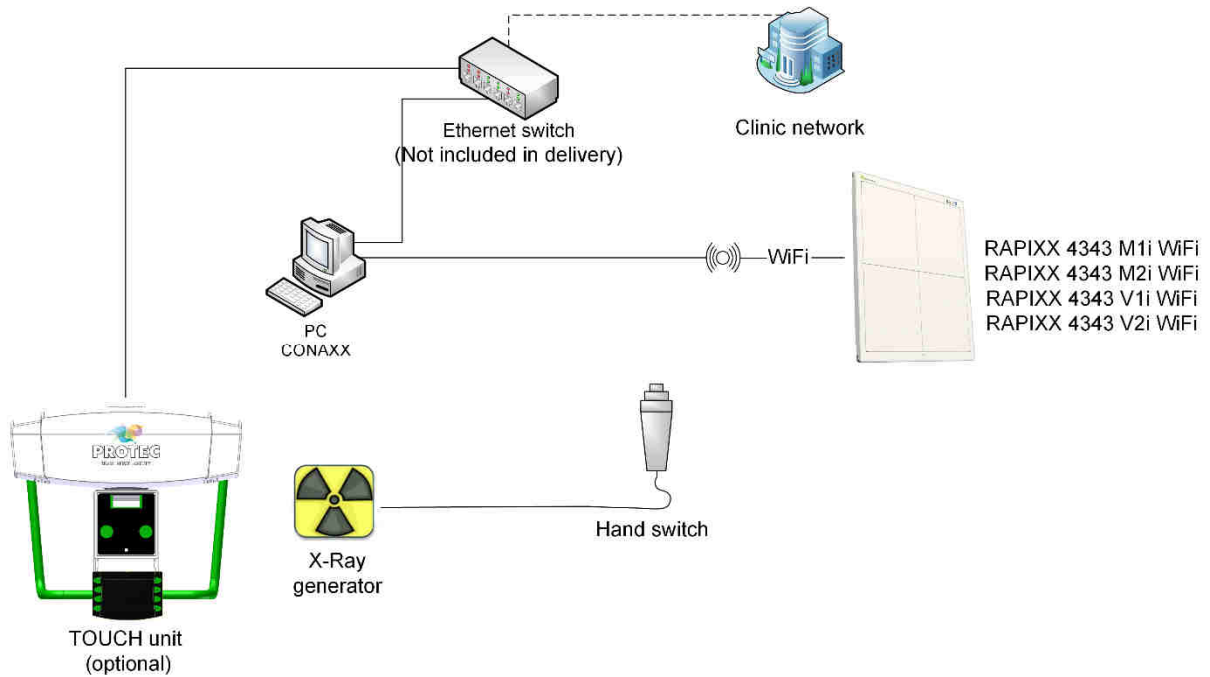 Ethernet switch
(Not included in delivery)
Clinic network
WiFi
RAPIXX 4343 M1i WiFi
RAPIXX 4343 M2i WiFi
RAPIXX 4343 V1i WiFi
RAPIXX 4343 V2i WiFi
PC
CONAXX
PROTEC
X-Ray
generator
Hand switch
TOUCH unit
(optional)